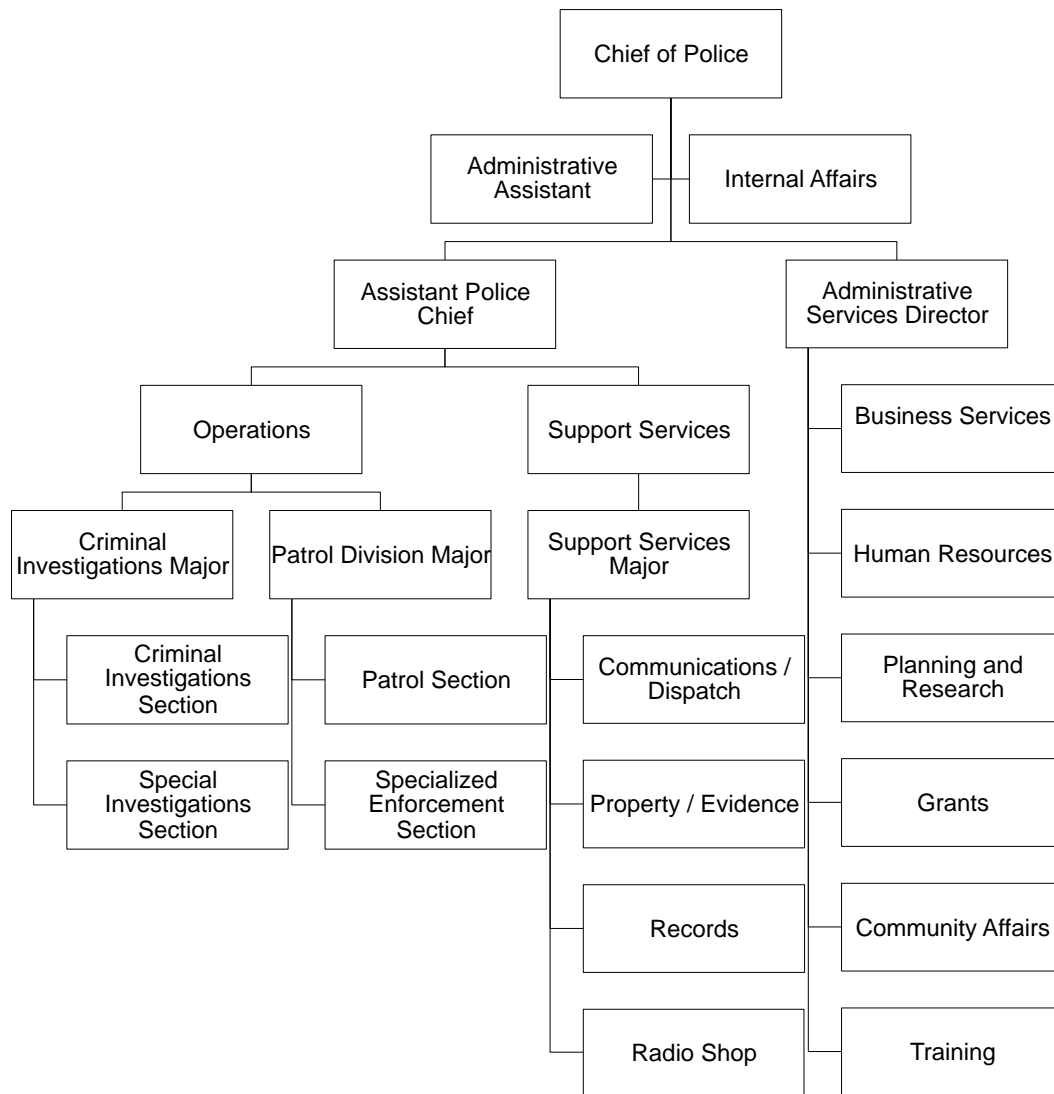 Chief of Police
Administrative
Assistant
Internal Affairs
Assistant Police
Chief
Administrative
Services Director
Operations
Support Services
Business Services
Criminal
Investigations Major
Patrol Division Major
Support Services
Major
Human Resources
Criminal
Investigations
Section
Patrol Section
Communications /
Dispatch
Planning and
Research
Special
Investigations
Section
Specialized
Enforcement
Section
Property / Evidence
Grants
Records
Community Affairs
Radio Shop
Training